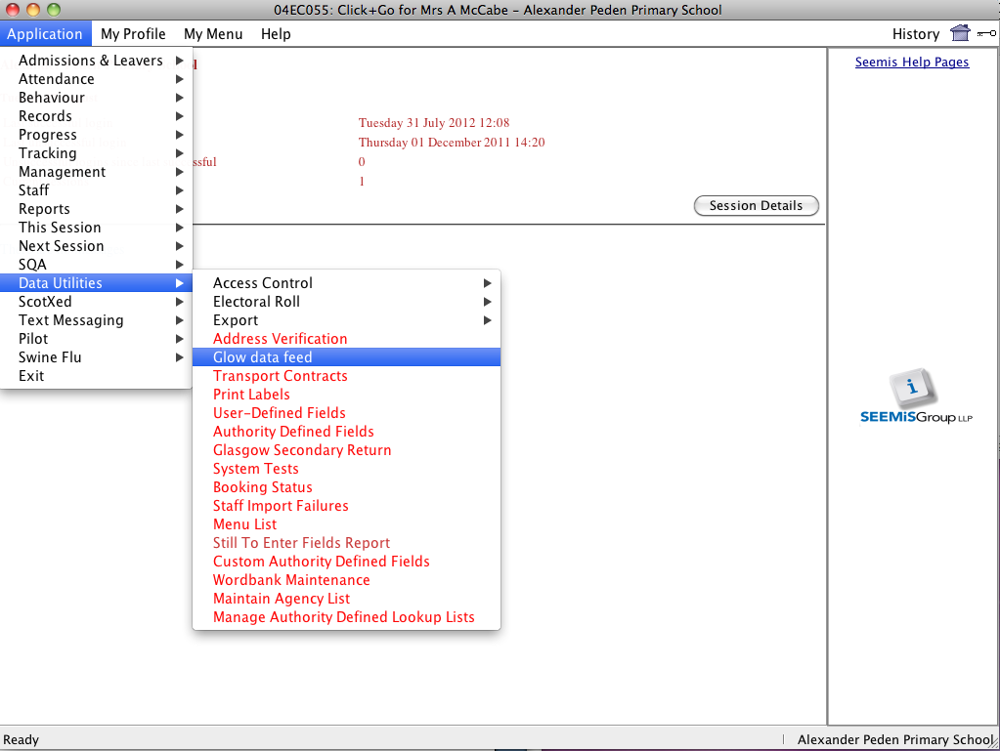 04EC055: Click+Go for Mrs A McCabe - Alexander Peden Primary School
Application My Profile My Menu Help History
Seemis Help Pages
Admissions & Leavers
Attendance
Behaviour
Records
Progress
Tracking
Management
Staff
Reports
This Session
Next Session
SQA
Data Utilities
ScotXed
Text Messaging
Pilot
Swine Flu
Exit
Tuesday 31 July 2012 12:08
Thursday 01 December 2011 14:20
ssful 0
1
Session Details
Access Control
Electoral Roll
Export
Address Verification
Glow data feed
Transport Contracts
Print Labels
User-Defined Fields
Authority Defined Fields
Glasgow Secondary Return
System Tests
Booking Status
Staff Import Failures
Menu List
Still To Enter Fields Report
Custom Authority Defined Fields
Wordbank Maintenance
Maintain Agency List
Manage Authority Defined Lookup Lists
i
SEEMiSGroup LLP
Ready Alexander Peden Primary School